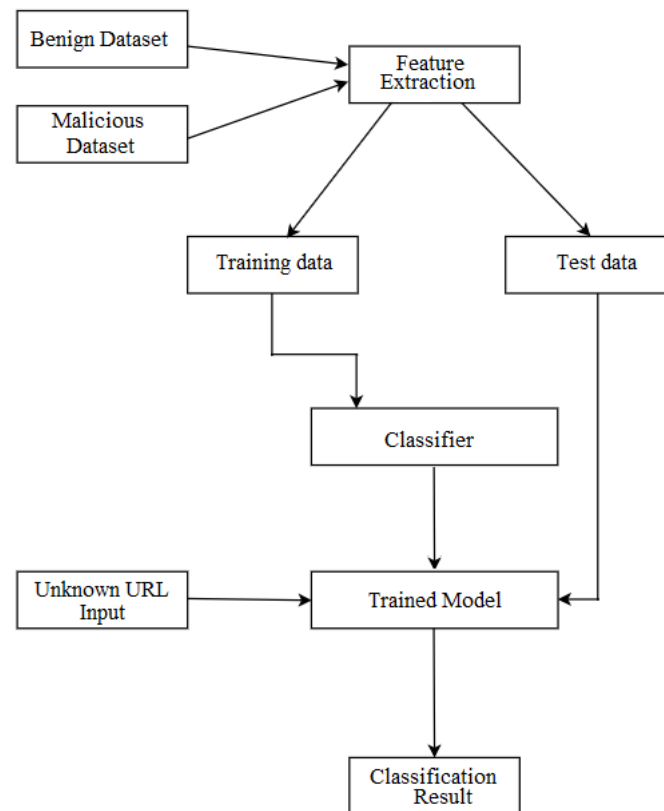 Benign Dataset
Feature
Extraction
Malicious
Dataset
Training data
Test data
Classifier
Unknown URL
Input
Trained Model
Classification
Result